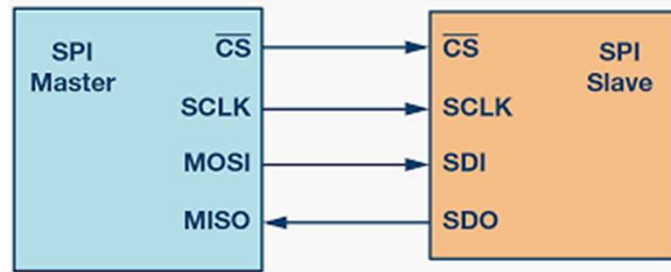 SPI
Master
CS̅
SCLK
MOSI
MISO
CS̅
SCLK
SDI
SDO
SPI
Slave